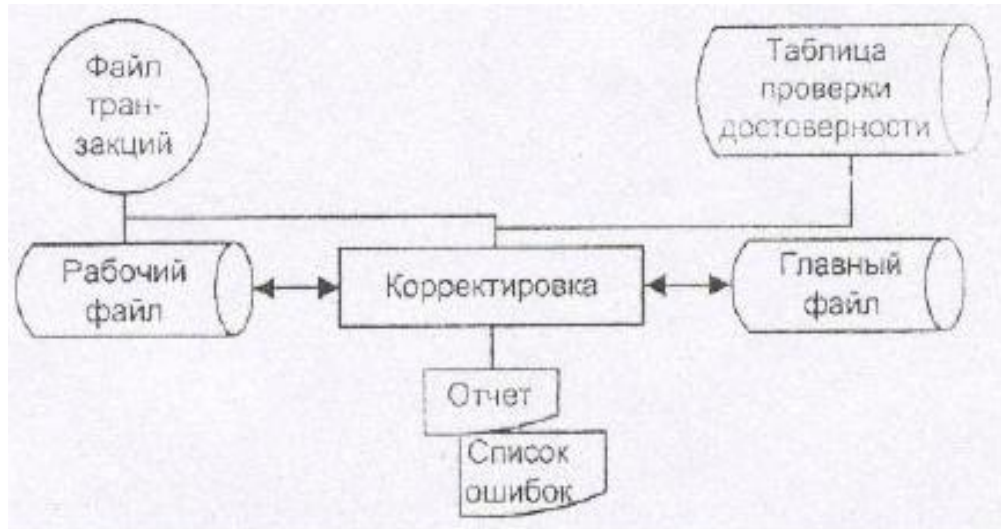 Файл
тран-
закций
Таблица
проверки
достоверности
Рабочий
файл
Корректировка
Главный
файл
Отчет
Список
ошибок